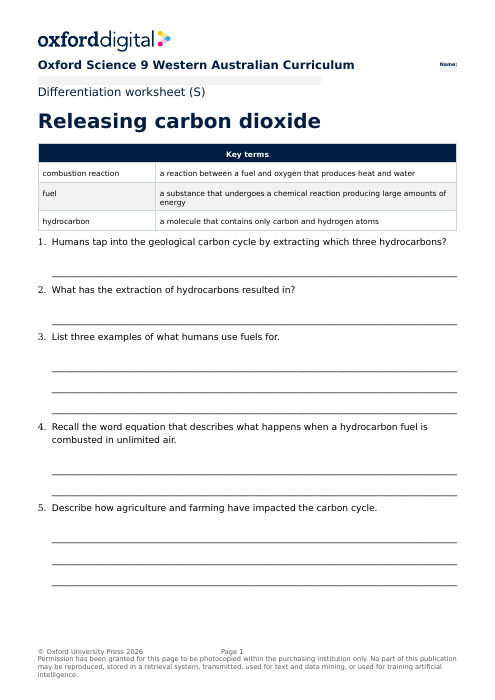 oxforddigital
Oxford Science 9 Western Australian Curriculum
Name:
Differentiation worksheet (S)
Releasing carbon dioxide
Key terms
combustion reaction a reaction between a fuel and oxygen that produces heat and water
fuel a substance that undergoes a chemical reaction producing large amounts of
energy
hydrocarbon a molecule that contains only carbon and hydrogen atoms
1. Humans tap into the geological carbon cycle by extracting which three hydrocarbons?
2. What has the extraction of hydrocarbons resulted in?
3. List three examples of what humans use fuels for.
4. Recall the word equation that describes what happens when a hydrocarbon fuel is
combusted in unlimited air.
5. Describe how agriculture and farming have impacted the carbon cycle.
© Oxford University Press 2026 Page 1
Permission has been granted for this page to be photocopied within the purchasing institution only. No part of this publication
may be reproduced, stored in a retrieval system, transmitted, used for text and data mining, or used for training artificial
intelligence.